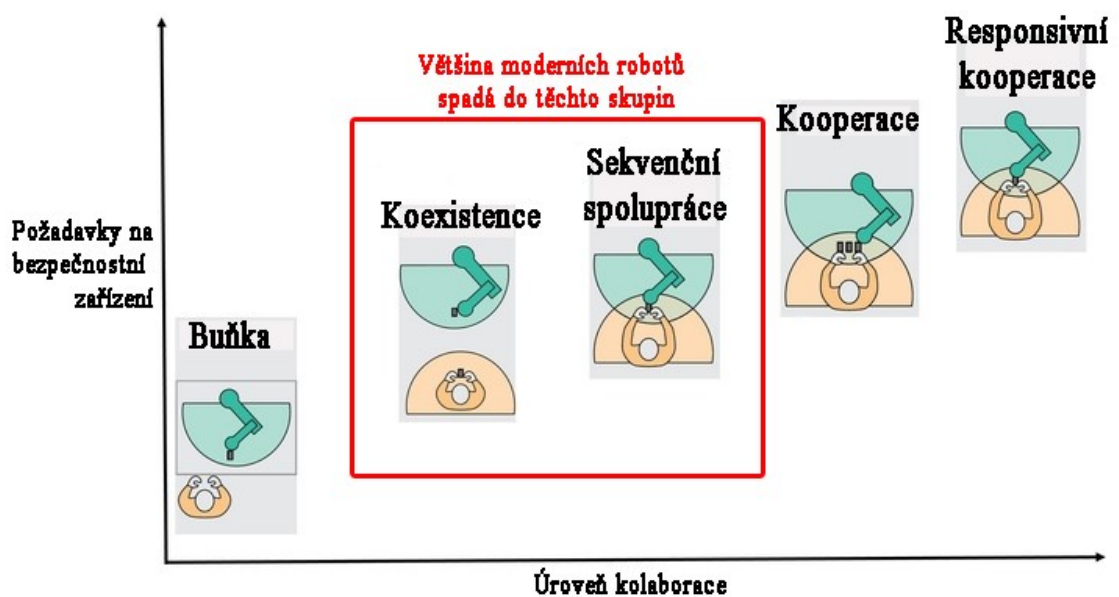 Responsivní
kooperace
Většina moderních robotů
spadá do těchto skupin
Kooperace
Sekvenční
spolupráce
Koexistence
Požadavky na
bezpečnostní
zařízení
Buňka
Úroveň kolaborace